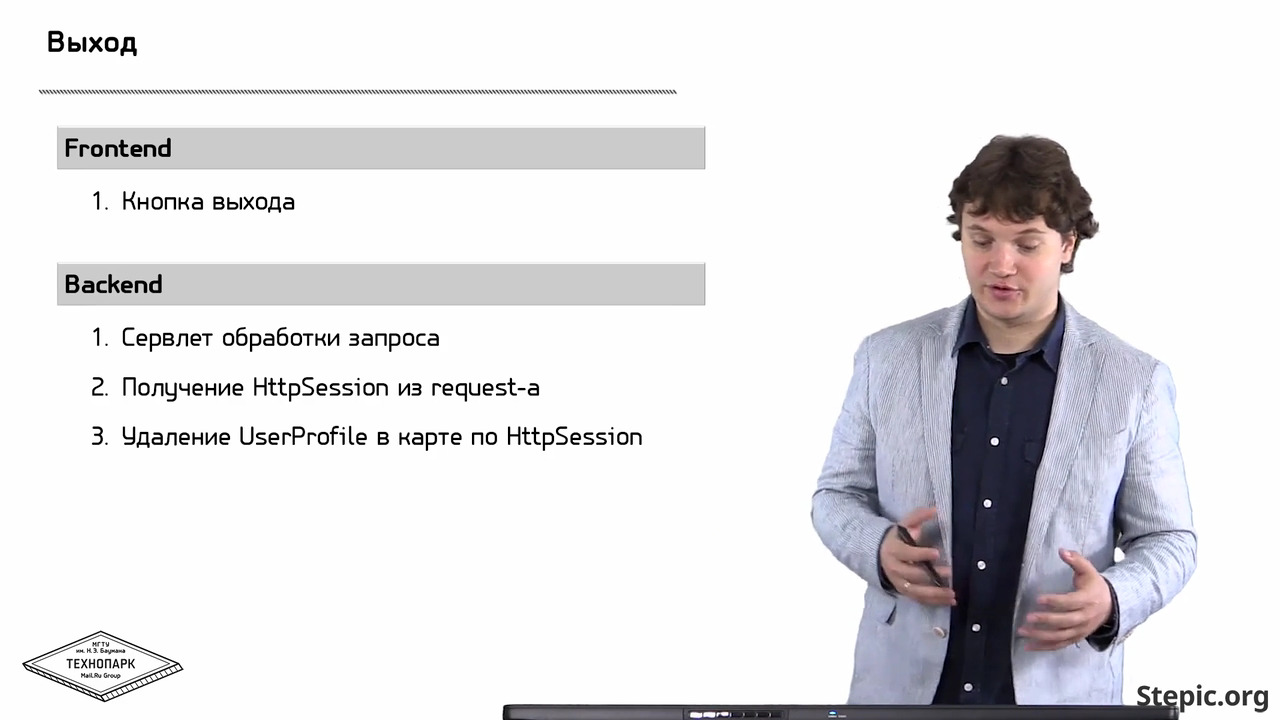 Выход
Frontend
1. Кнопка выхода
Backend
1. Сервлет обработки запроса
2. Получение HttpSession из request-а
3. Удаление UserProfile в карте по HttpSession
МГТУ
им. Н.Э. Баумана
ТЕХНОПАРК
Mail.Ru Group
Stepic.org